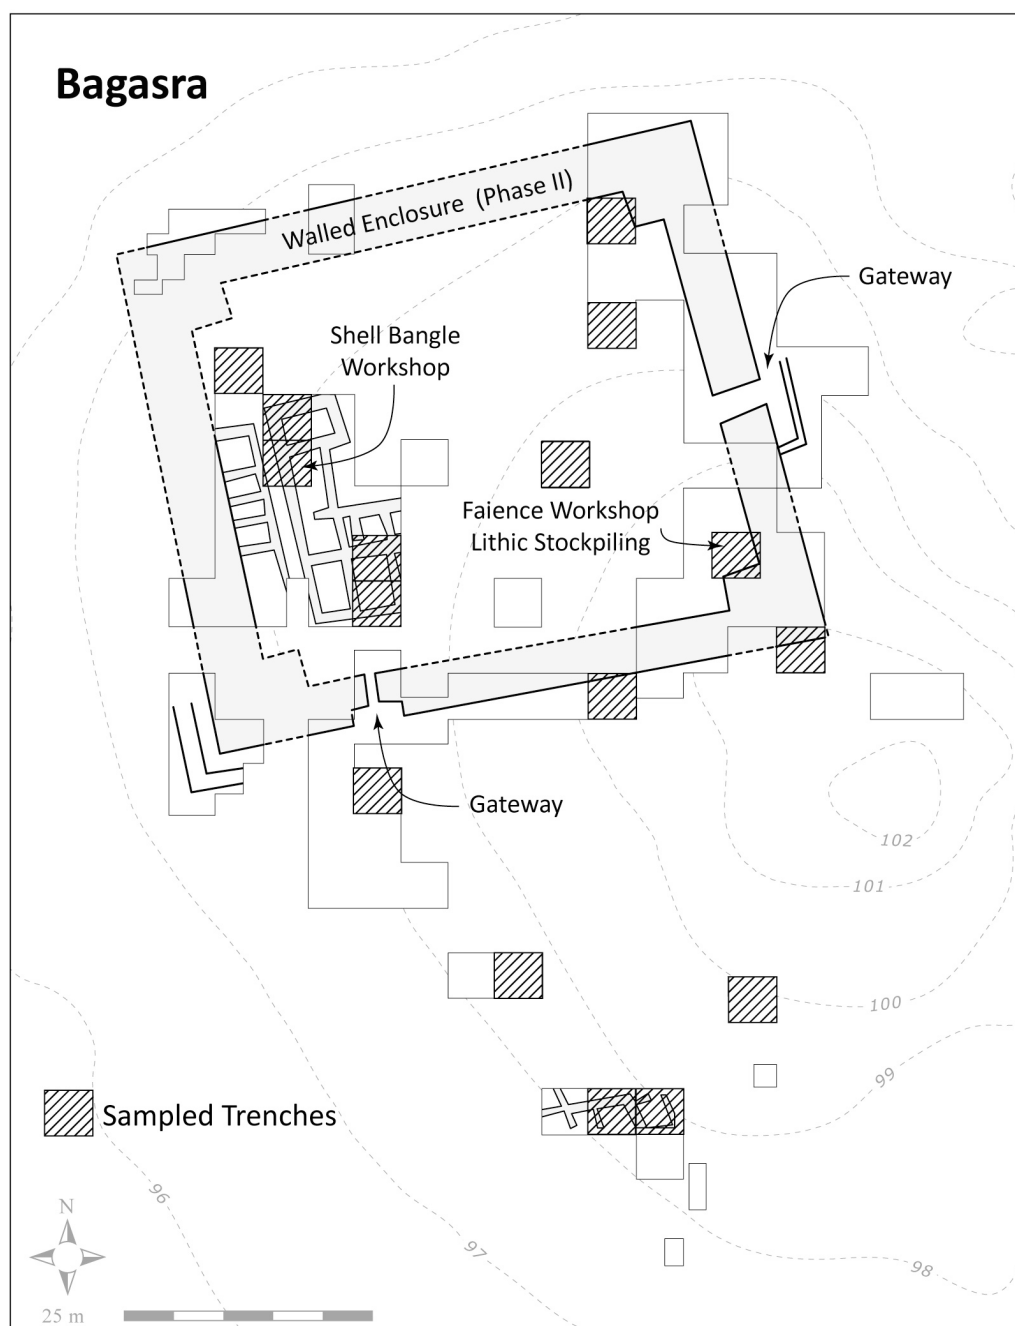 Bagasra
Walled Enclosure (Phase II)
Gateway
Shell Bangle
Workshop
Faience Workshop
Lithic Stockpiling
Gateway
102
101
100
99
Sampled Trenches
96
97
98
N
25 m